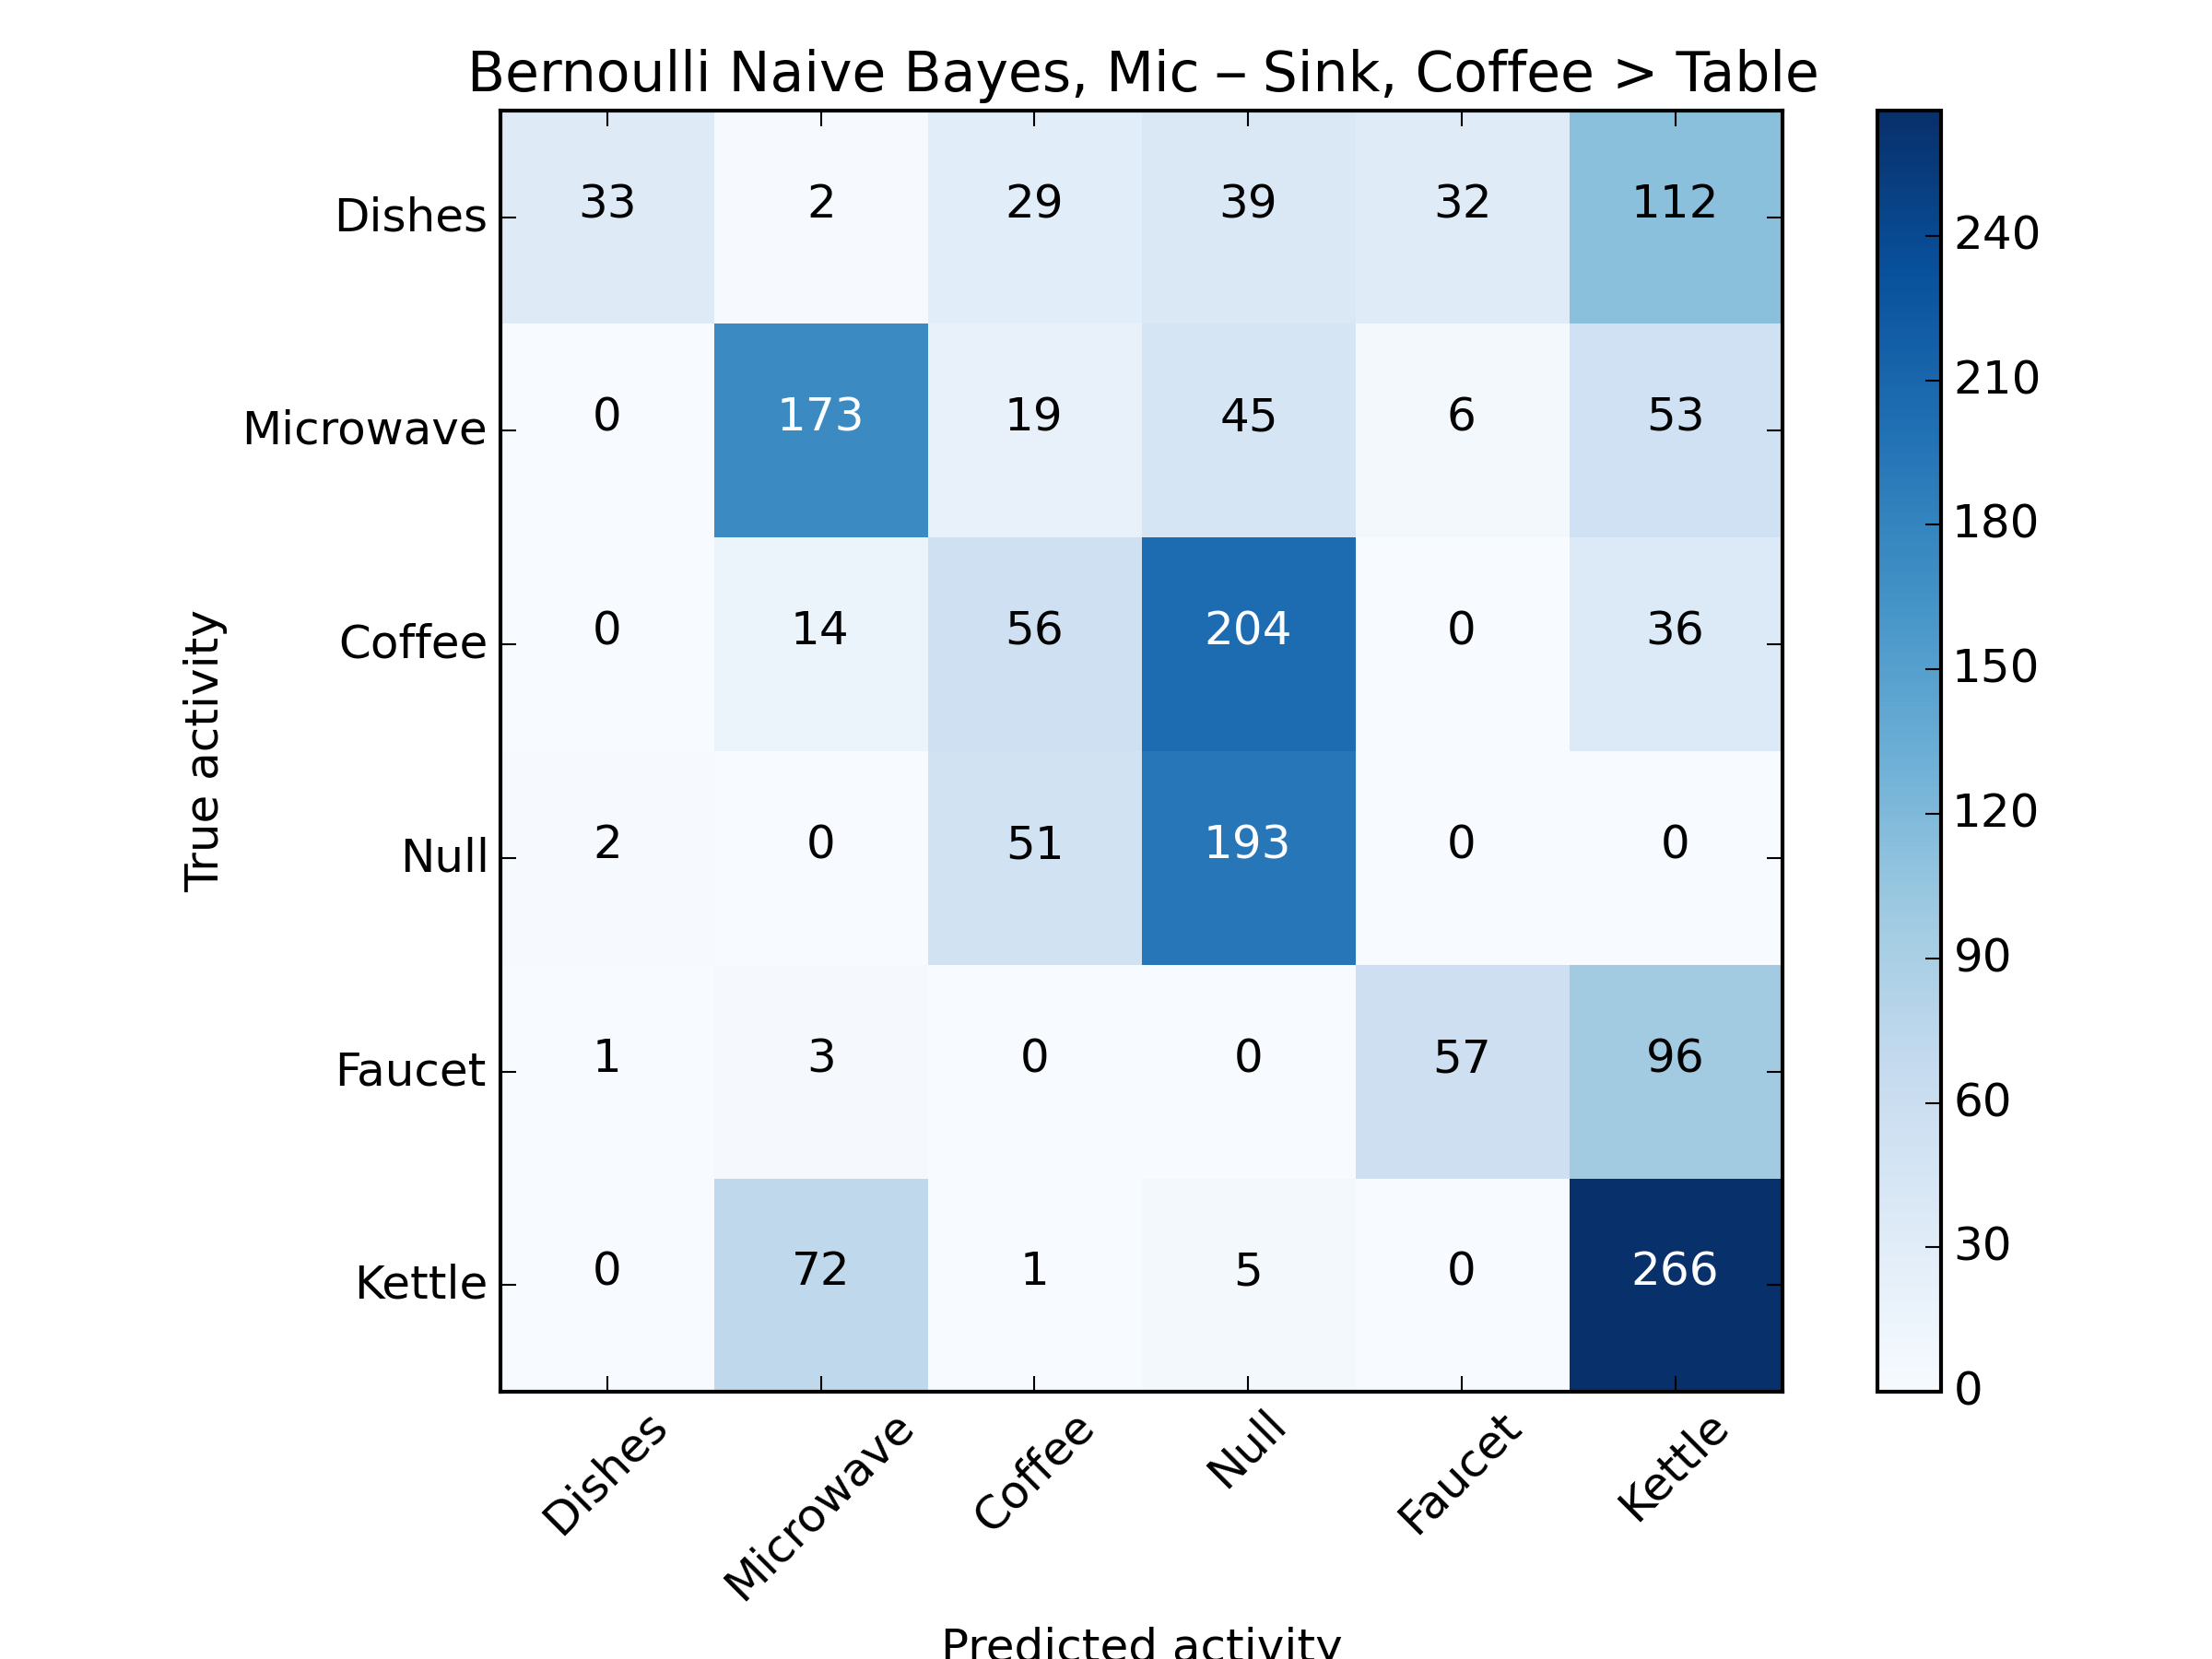 Bernoulli Naive Bayes, Mic – Sink, Coffee > Table
Dishes 33 2 29 39 32 112
Microwave 0 173 19 45 6 53
Coffee 0 14 56 204 0 36
Null 2 0 51 193 0 0
Faucet 1 3 0 0 57 96
Kettle 0 72 1 5 0 266
True activity
Dishes Microwave Coffee Null Faucet Kettle
Predicted activity
240
210
180
150
120
90
60
30
0